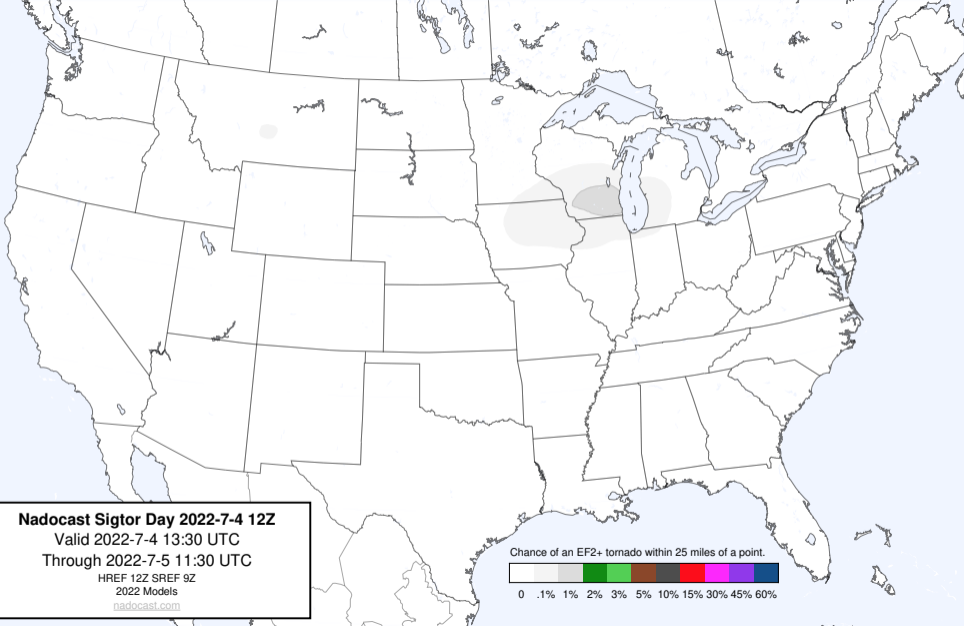 Nadocast Sigtor Day 2022-7-4 12Z
Valid 2022-7-4 13:30 UTC
Through 2022-7-5 11:30 UTC
HREF 12Z SREF 9Z
2022 Models
nadocast.com
Chance of an EF2+ tornado within 25 miles of a point.
0 .1% 1% 2% 3% 5% 10% 15% 30% 45% 60%